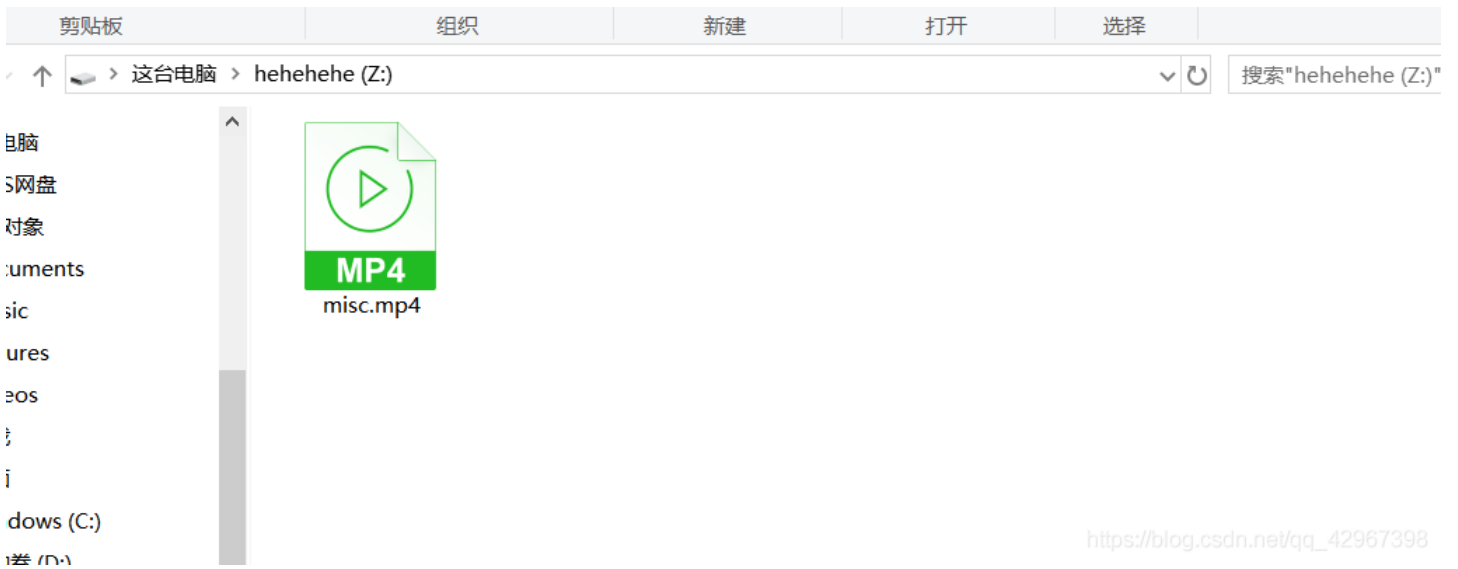 剪贴板 组织 新建 打开 选择
这台电脑 hehehehe (Z:) 搜索"hehehehe (Z:)"
电脑
S网盘
对象
cuments
sic
ures
eos
MP4
misc.mp4
dows (C:)
(D:)
https://blog.csdn.net/qq_42967398